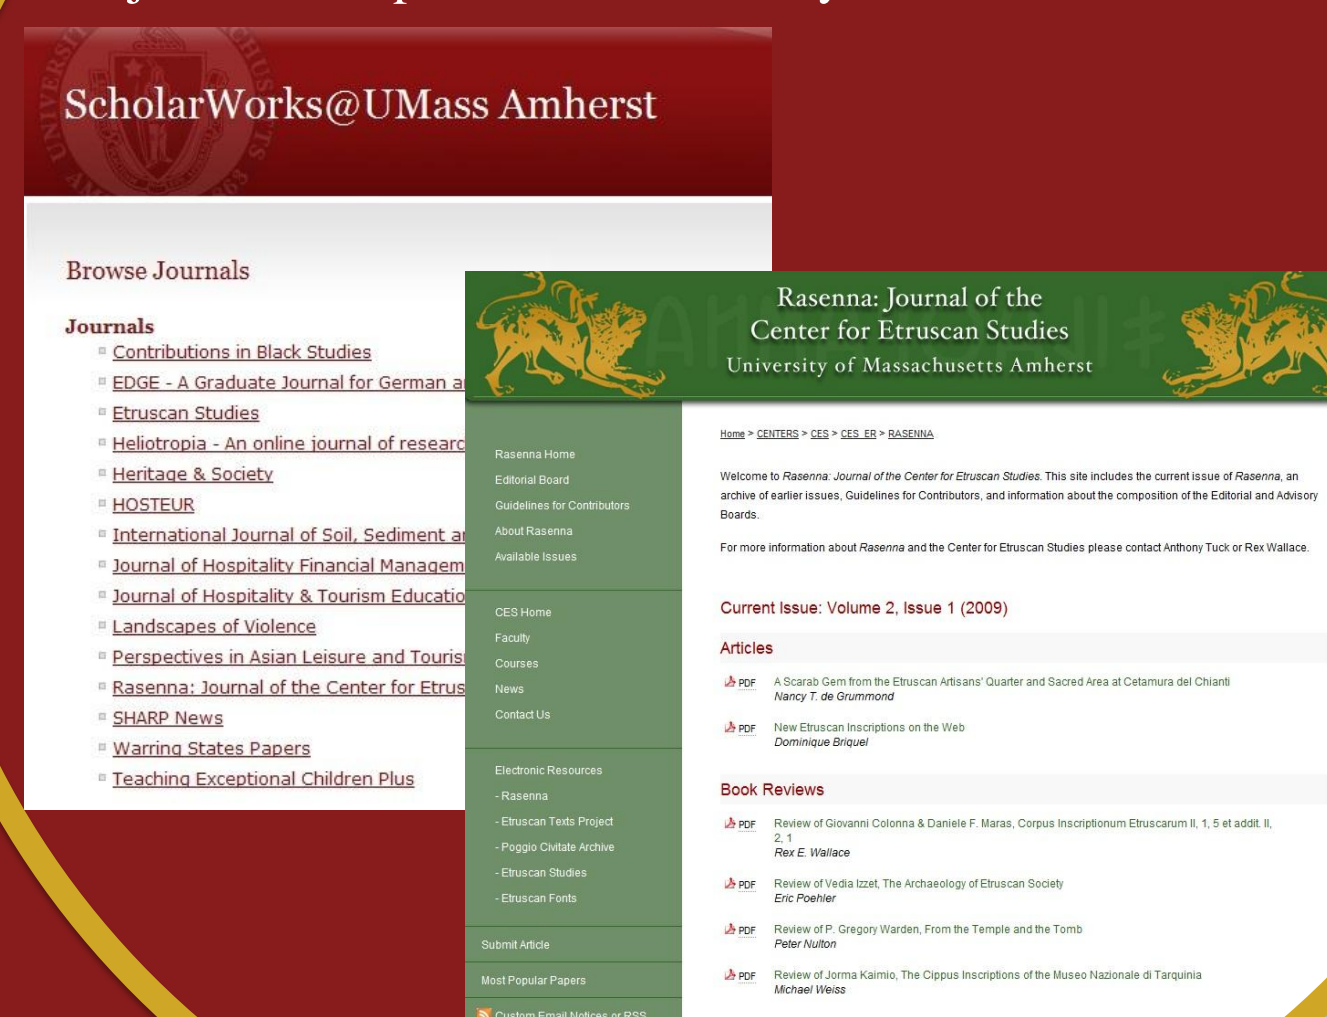 ScholarWorks@UMass Amherst
Browse Journals
Journals
Contributions in Black Studies
EDGE - A Graduate Journal for German
Etruscan Studies
Heliotropia - An online journal of
Heritage & Society
HOSTEUR
International Journal of Soil, Sediment
Journal of Hospitality Financial
Journal of Hospitality & Tourism
Landscapes of Violence
Perspectives in Asian Leisure and
Rasenna: Journal of the Center for
SHARP News
Warring States Papers
Teaching Exceptional Children Plus
Rasenna: Journal of the
Center for Etruscan Studies
University of Massachusetts Amherst
Rasenna Home
Editorial Board
Guidelines for Contributors
About Rasenna
Available Issues
CES Home
Faculty
Courses
News
Contact Us
Electronic Resources
- Rasenna
- Etruscan Texts Project
- Poggio Civitate Archive
- Etruscan Studies
- Etruscan Fonts
Submit Article
Most Popular Papers
Custom Email Notices or RSS
Home > CENTERS > CES > CES_ER > RASENNA
Welcome to Rasenna: Journal of the Center for Etruscan Studies. This site includes the current issue of Rasenna, an
archive of earlier issues, Guidelines for Contributors, and information about the composition of the Editorial and Advisory
Boards.
For more information about Rasenna and the Center for Etruscan Studies please contact Anthony Tuck or Rex Wallace.
Current Issue: Volume 2, Issue 1 (2009)
Articles
PDF A Scarab Gem from the Etruscan Artisans' Quarter and Sacred Area at Cetamura del Chianti
Nancy T. de Grummond
PDF New Etruscan Inscriptions on the Web
Dominique Briquel
Book Reviews
PDF Review of Giovanni Colonna & Daniele F. Maras, Corpus Inscriptionum Etruscarum II, 1, 5 et addit. II,
2, 1
Rex E. Wallace
PDF Review of Vedia Izzet, The Archaeology of Etruscan Society
Eric Poehler
PDF Review of P. Gregory Warden, From the Temple and the Tomb
Peter Nulton
PDF Review of Jorma Kaimio, The Cippus Inscriptions of the Museo Nazionale di Tarquinia
Michael Weiss